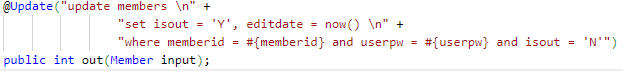 @Update("update members \n" +
"set isout = 'Y', editdate = now() \n" +
"where memberid = #{memberid} and userpw = #{userpw} and isout = 'N'")
public int out(Member input);